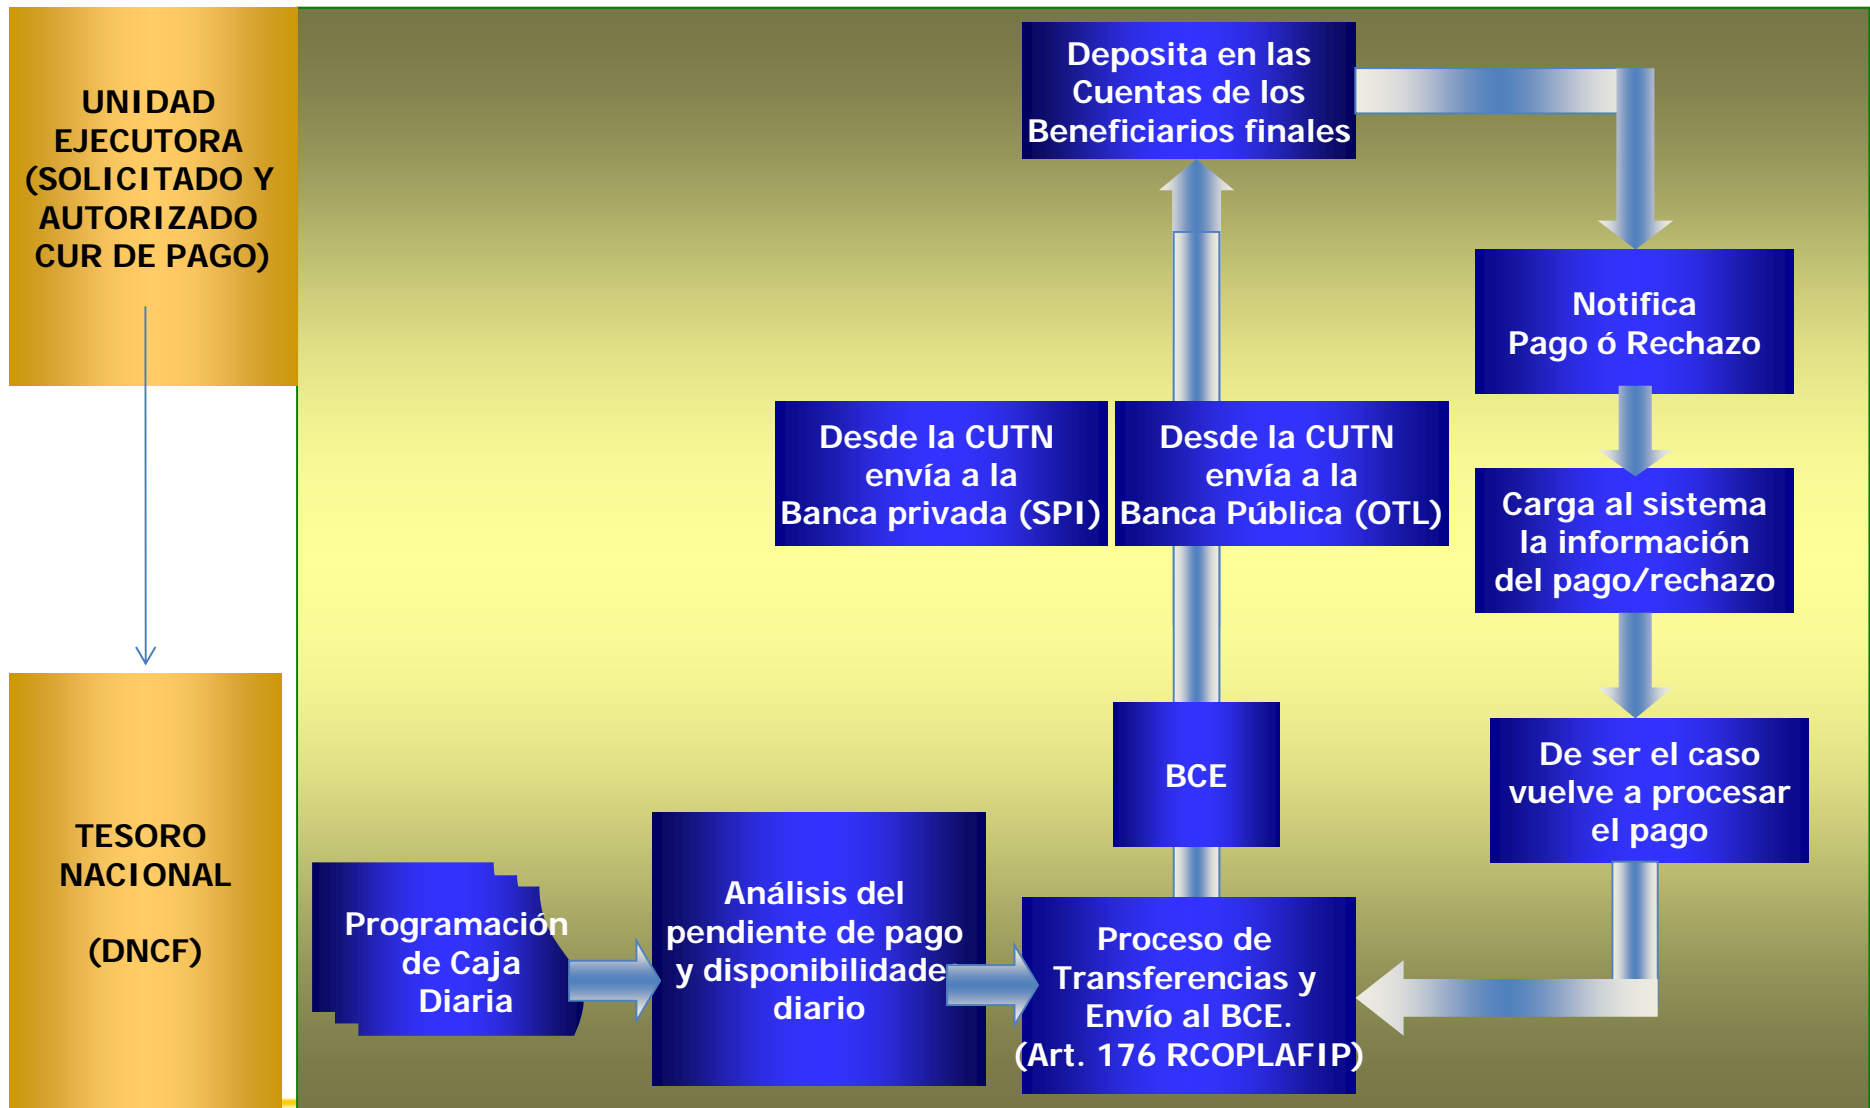 UNIDAD
EJECUTORA
(SOLICITADO Y
AUTORIZADO
CUR DE PAGO)
TESORO
NACIONAL
(DNCF)
Programación
de Caja
Diaria
Análisis del
pendiente de pago
y disponibilidade
diario
Proceso de
Transferencias y
Envío al BCE.
(Art. 176 RCOPLAFIP)
BCE
Desde la CUTN
envía a la
Banca privada (SPI)
Desde la CUTN
envía a la
Banca Pública (OTL)
Deposita en las
Cuentas de los
Beneficiarios finales
Notifica
Pago ó Rechazo
Carga al sistema
la información
del pago/rechazo
De ser el caso
vuelve a procesar
el pago